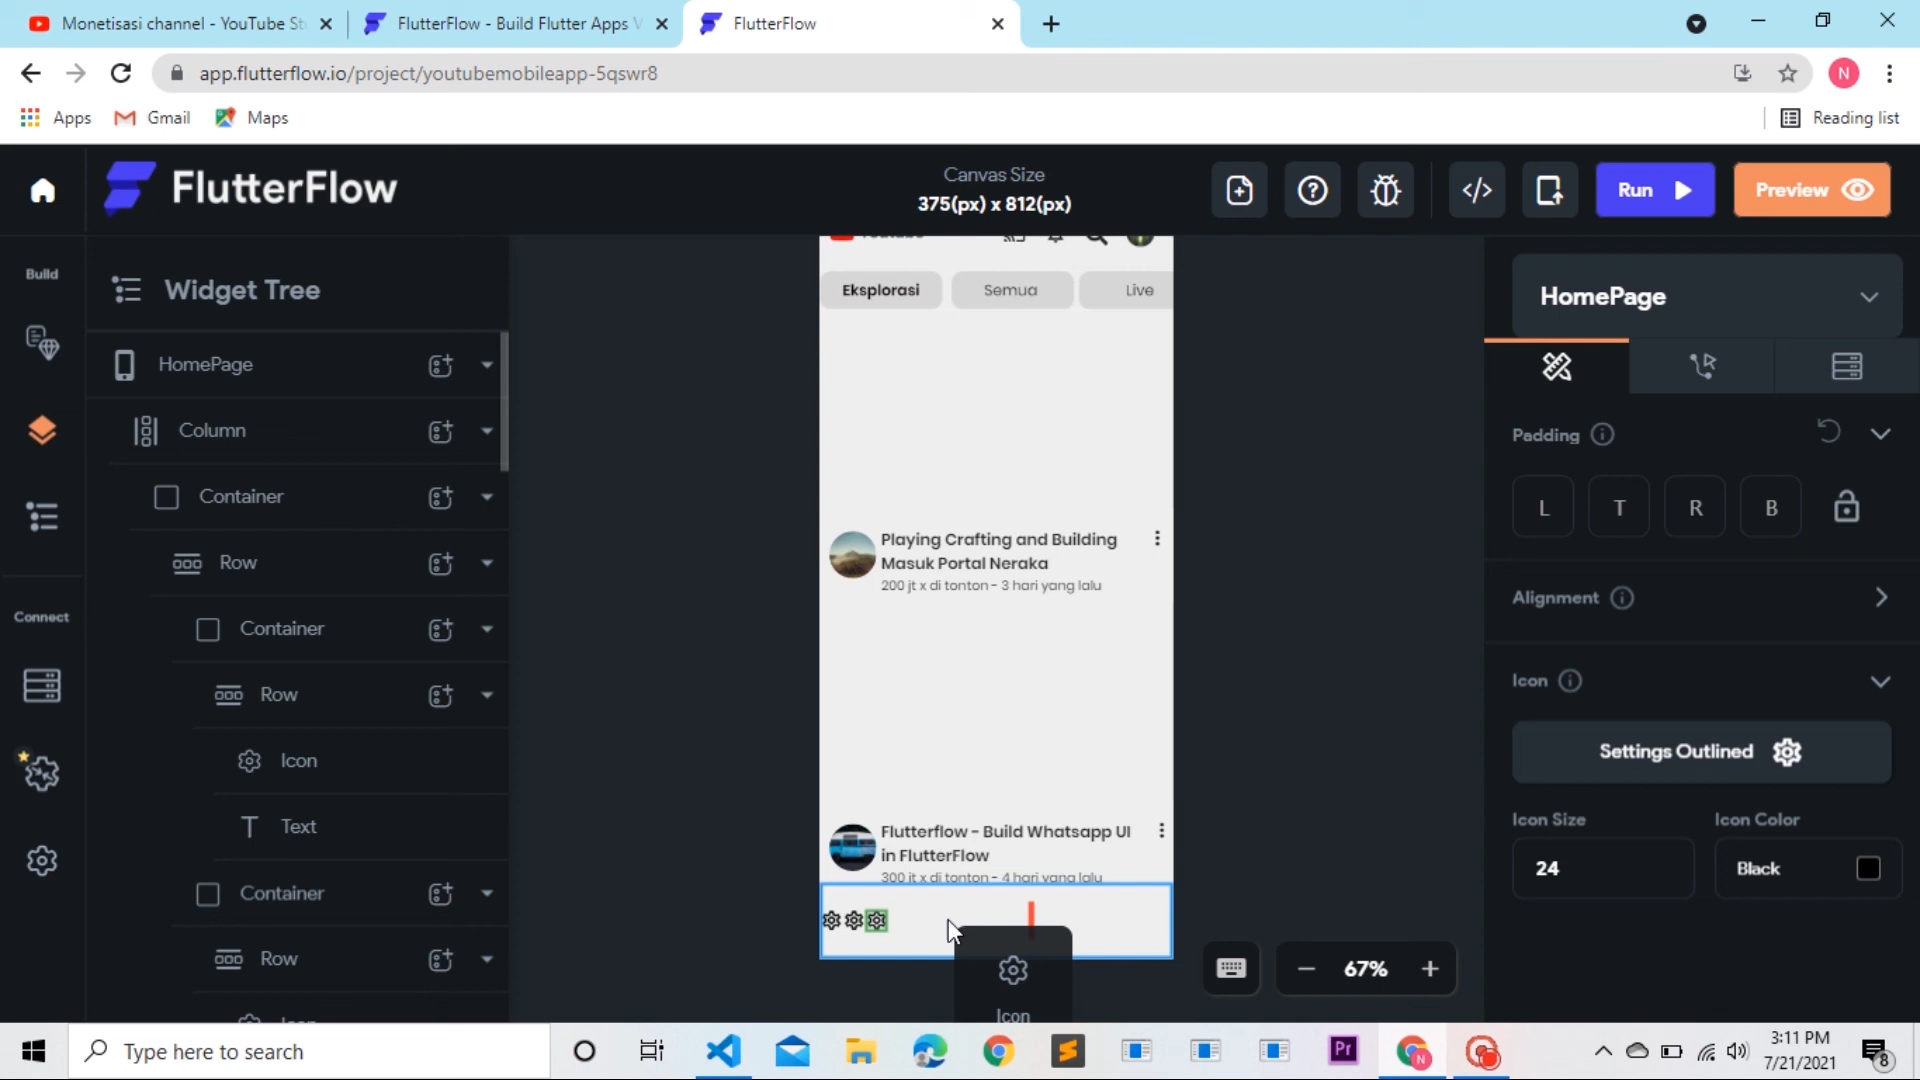 Monetisasi channel - YouTube St
FlutterFlow - Build Flutter Apps V
FlutterFlow
app.flutterflow.io/project/youtubemobileapp-5qswr8
N
Apps
Gmail
Maps
Reading list
FlutterFlow
Canvas Size
375(px) x 812(px)
Run
Preview
Build
Connect
Widget Tree
HomePage
Column
Container
Row
Container
Row
Icon
Text
Container
Row
Icon
Youtube
Eksplorasi
Semua
Live
Playing Crafting and Building
Masuk Portal Neraka
200 jt x di tonton - 3 hari yang lalu
Flutterflow - Build Whatsapp UI
in FlutterFlow
300 jt x di tonton - 4 hari yang lalu
Icon
67%
HomePage
Padding
L
T
R
B
Alignment
Icon
Settings Outlined
Icon Size
Icon Color
24
Black
Type here to search
Pr
N
3:11 PM
7/21/2021
8